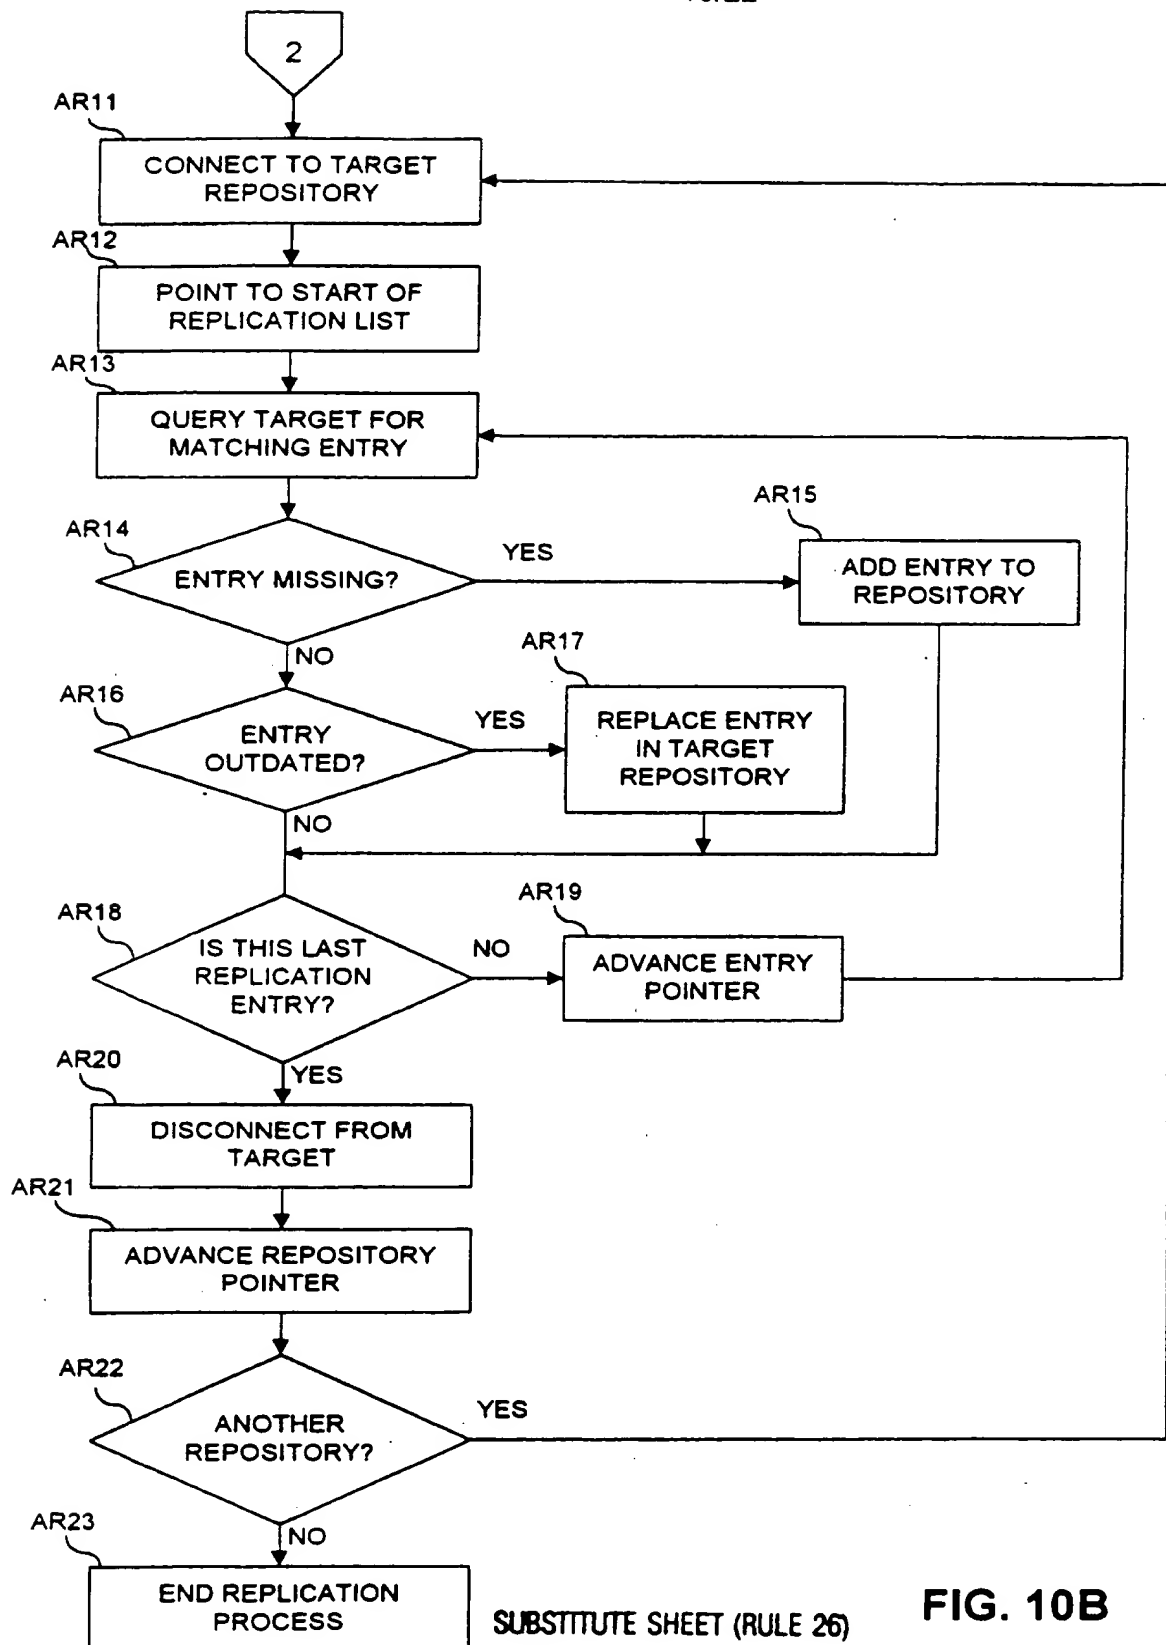 2
AR11
CONNECT TO TARGET
REPOSITORY
AR12
POINT TO START OF
REPLICATION LIST
AR13
QUERY TARGET FOR
MATCHING ENTRY
AR14
ENTRY MISSING?
YES
AR15
ADD ENTRY TO
REPOSITORY
NO
AR16
ENTRY
OUTDATED?
YES
AR17
REPLACE ENTRY
IN TARGET
REPOSITORY
NO
AR18
IS THIS LAST
REPLICATION
ENTRY?
NO
AR19
ADVANCE ENTRY
POINTER
YES
AR20
DISCONNECT FROM
TARGET
AR21
ADVANCE REPOSITORY
POINTER
AR22
ANOTHER
REPOSITORY?
YES
NO
AR23
END REPLICATION
PROCESS
SUBSTITUTE SHEET (RULE 26)
FIG. 10B